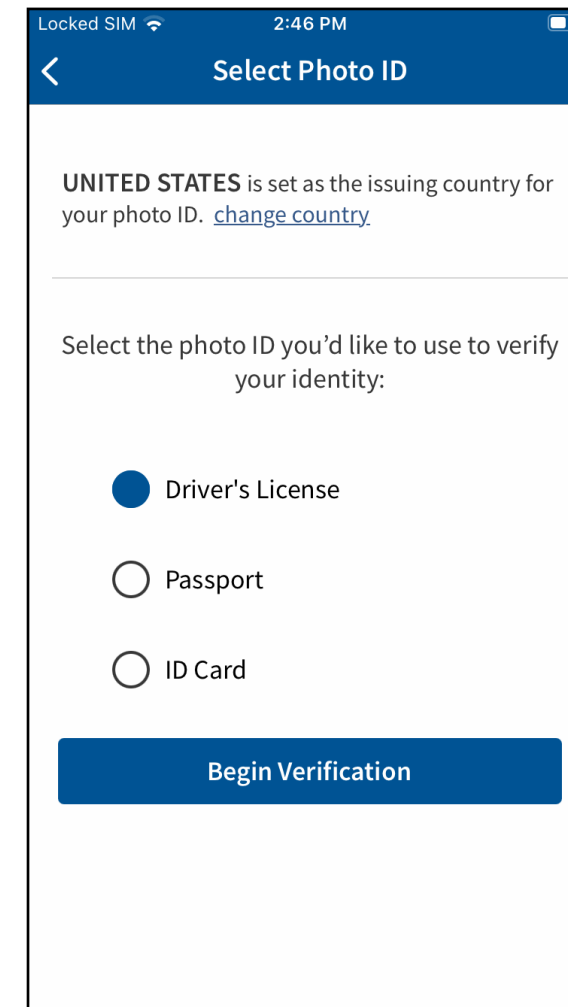 Locked SIM 2:46 PM
Select Photo ID
UNITED STATES is set as the issuing country for
your photo ID. change country
Select the photo ID you’d like to use to verify
your identity:
Driver's License
Passport
ID Card
Begin Verification